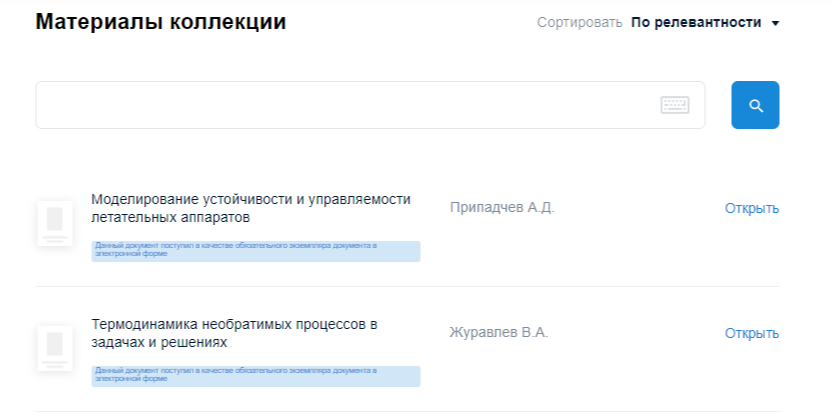 Материалы коллекции
Сортировать По релевантности
Моделирование устойчивости и управляемости
летательных аппаратов
Припадчев А.Д.
Открыть
Данный документ поступил в качестве обязательного экземпляра документа в
электронной форме
Термодинамика необратимых процессов в
задачах и решениях
Журавлев В.А.
Открыть
Данный документ поступил в качестве обязательного экземпляра документа в
электронной форме